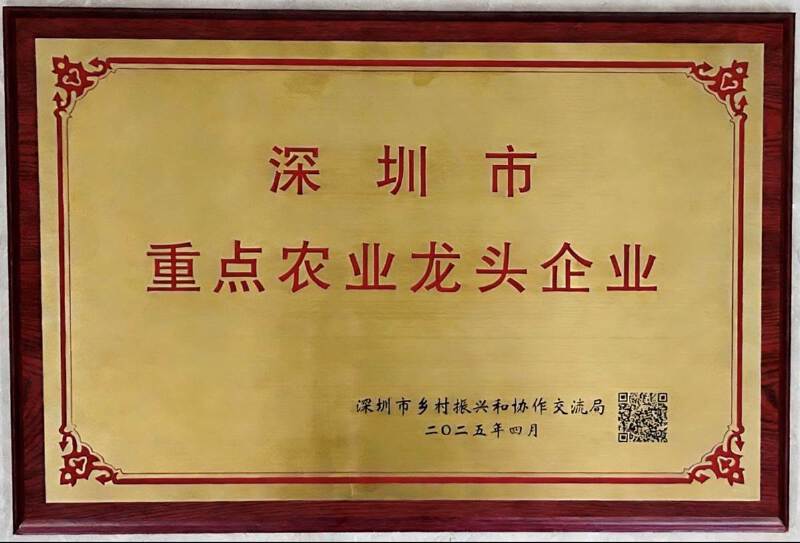 深圳市
重点农业龙头企业
深圳市乡村振兴和协作交流局
二〇二五年四月